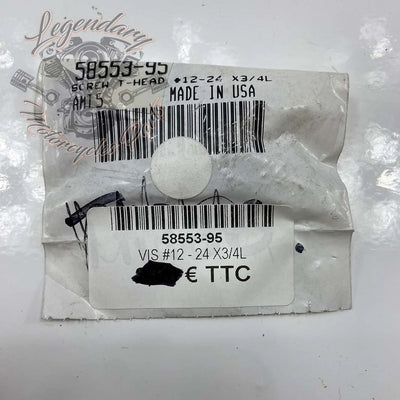 Legendary
Motorcycles
58553-95
SCREW T-HEAD #12-24 X3/4L
AMIS MADE IN USA
58553-95
VIS #12 - 24 X3/4L
€ TTC